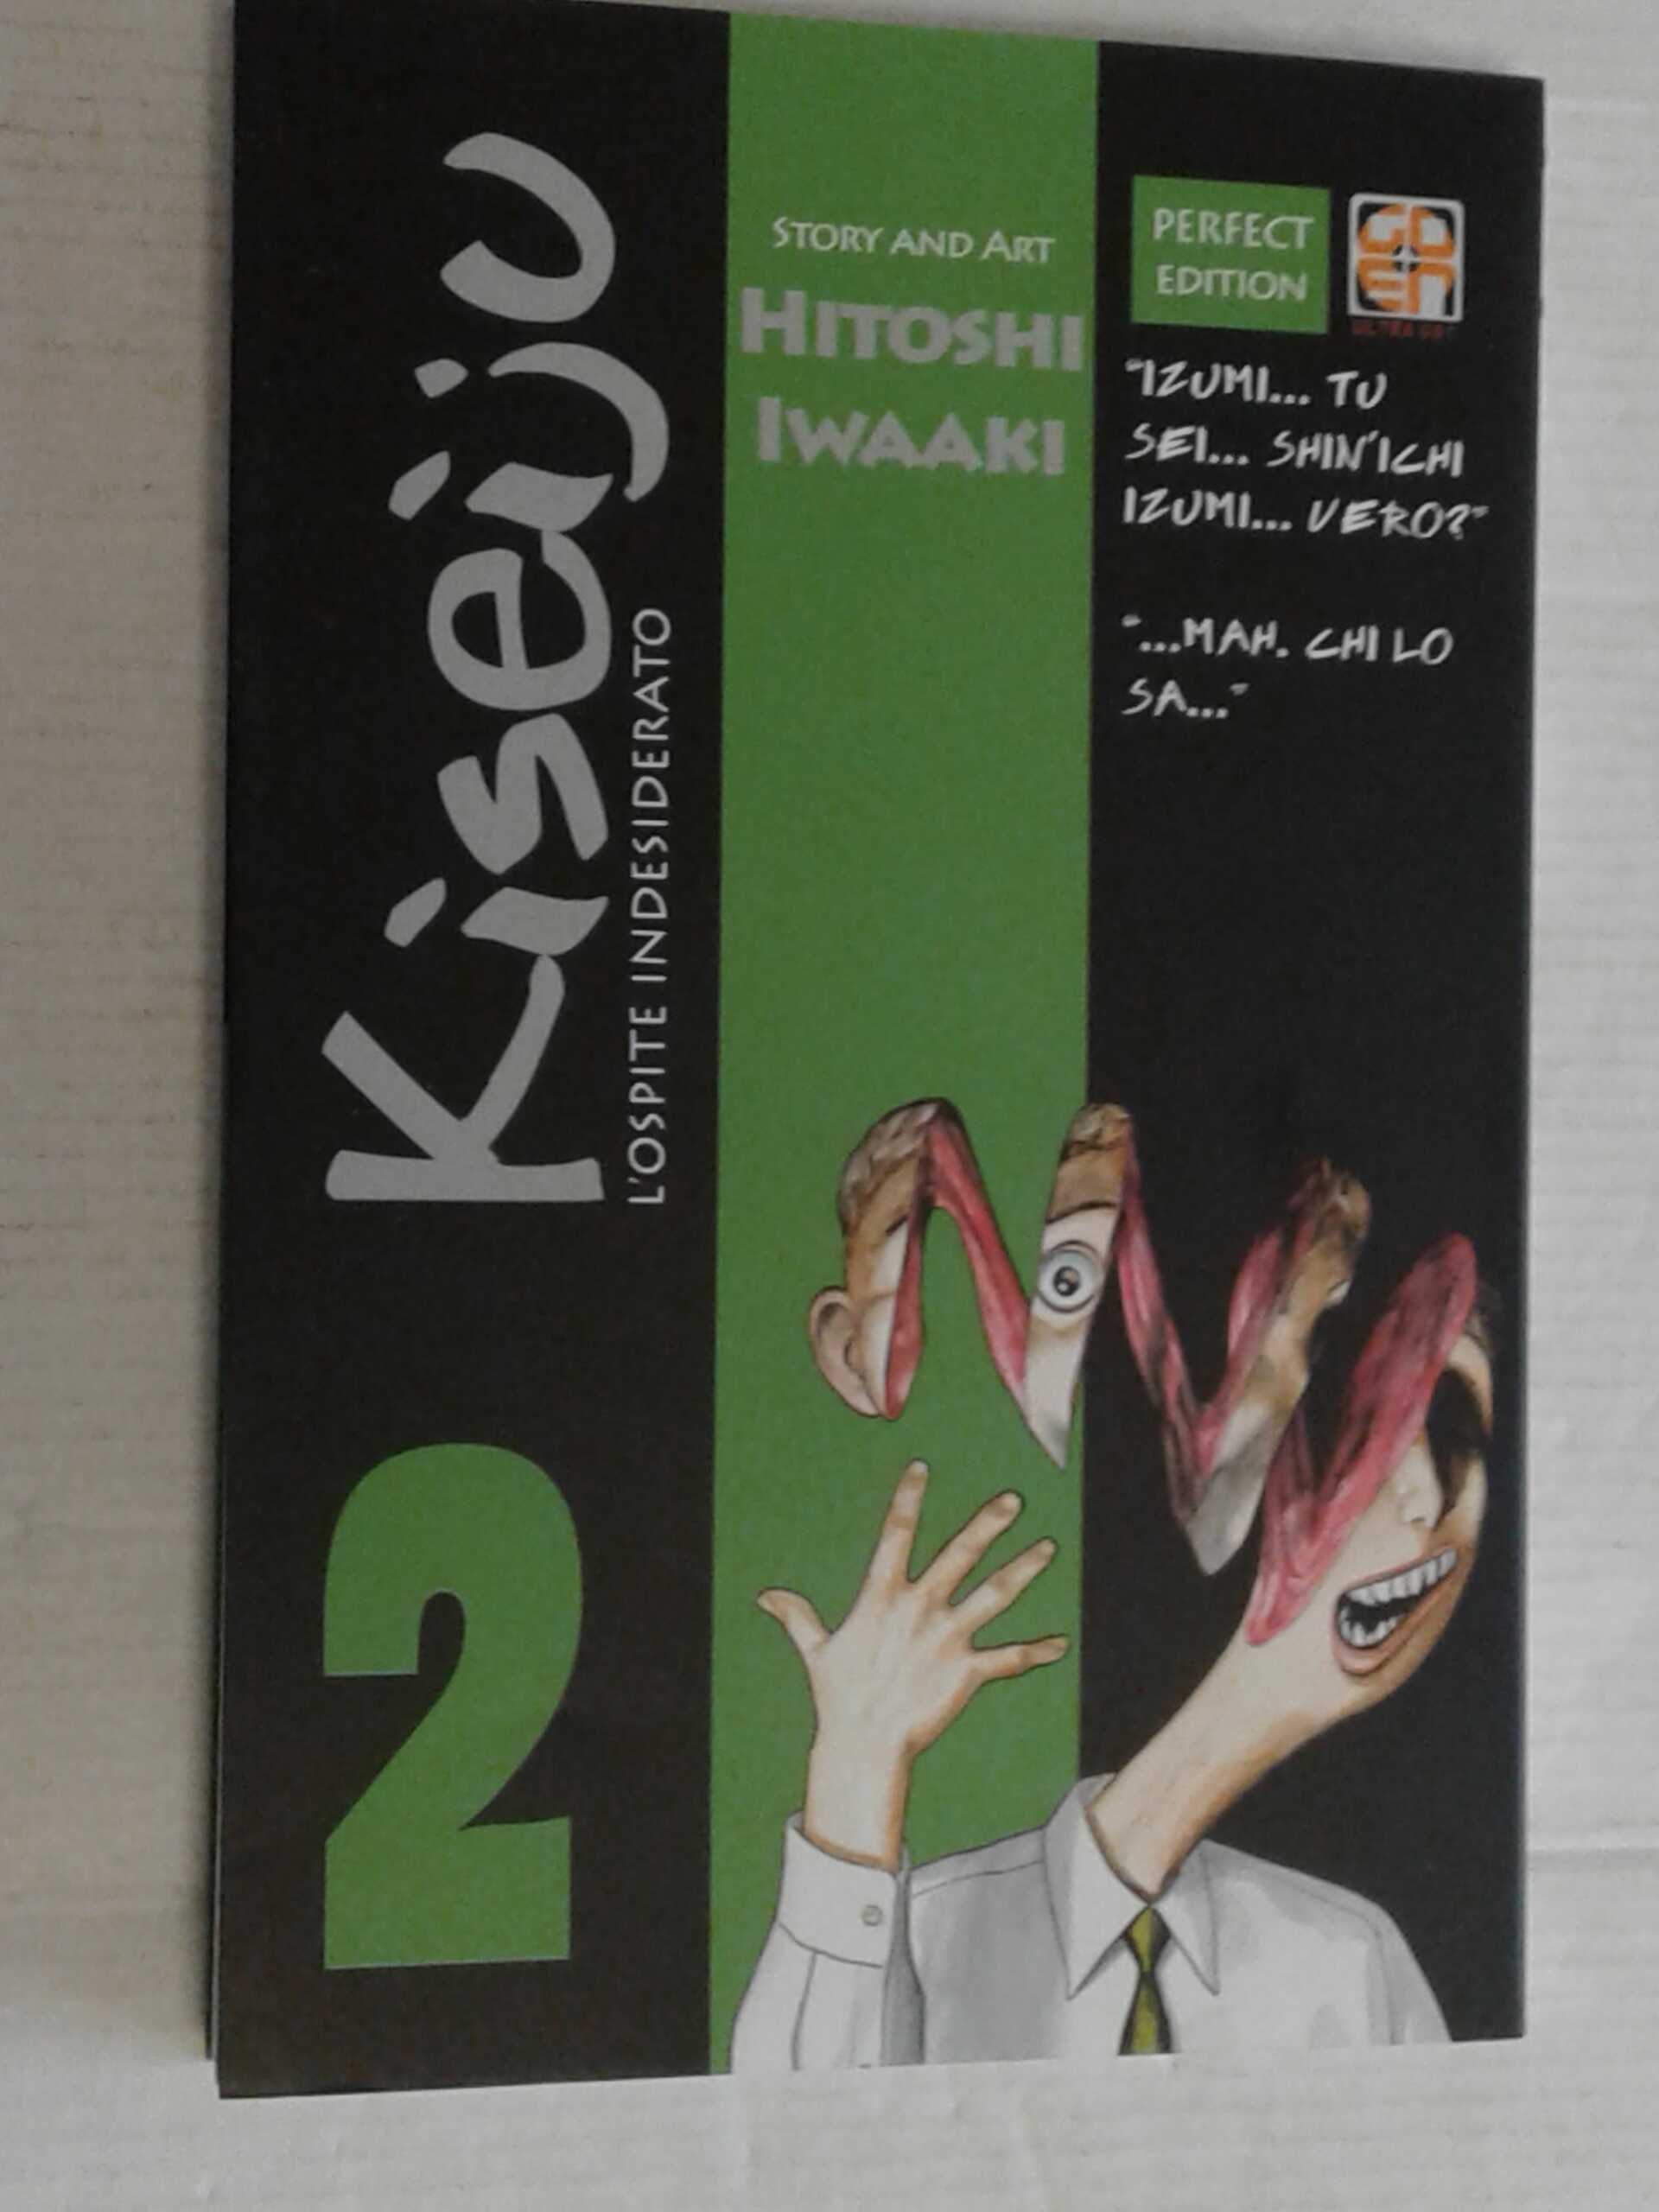 Kiseiju
L'OSPITE INDESIDERATO
2
STORY AND ART
HITOSHI
IWAAKI
PERFECT
EDITION
GOEN
"IZUMI... TU
SEI... SHIN'ICHI
IZUMI... VERO?"
"...MAH. CHI LO
SA..."